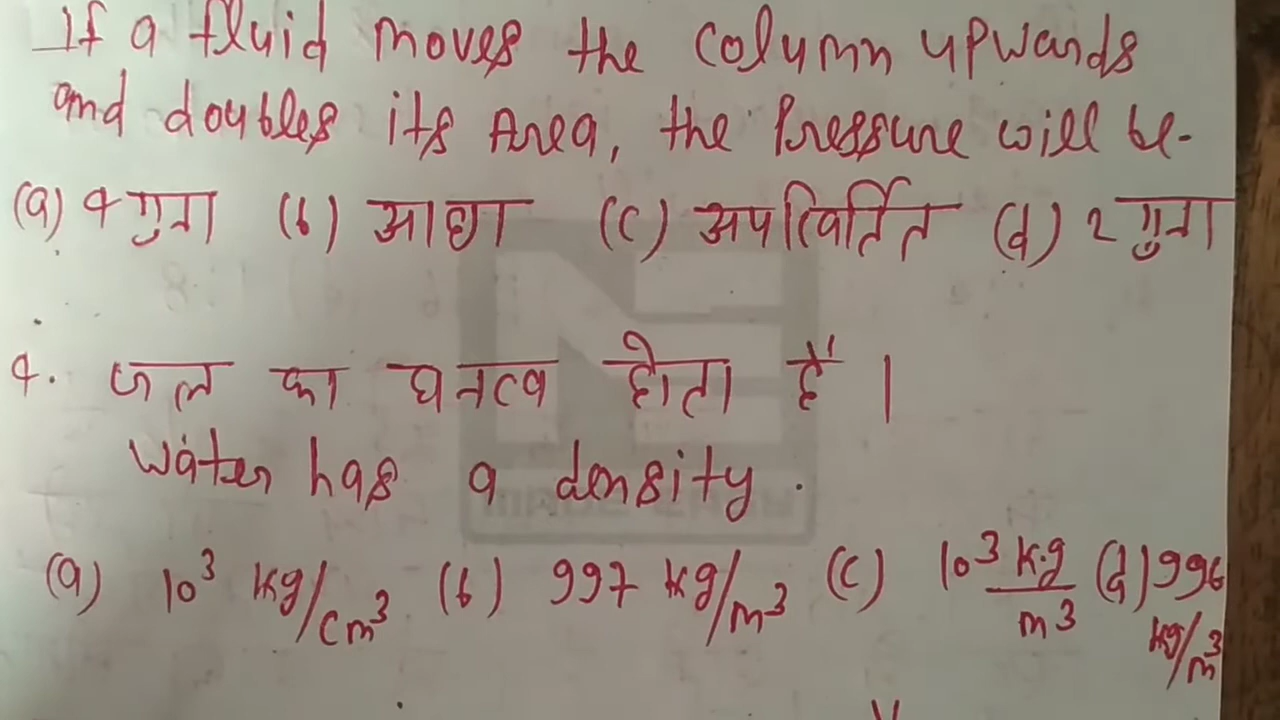 If a fluid moves the column upwards
and doubles its Area, the Pressure will be-
(a) 4 गुना (b) आधा (c) अपरिवर्तित (d) 2 गुना
4. जल का घनत्व होता है ।
Water has a density.
(a) 10³ kg/cm³ (b) 997 kg/m³ (c) 10³ kg/m³ (d) 996 kg/m³